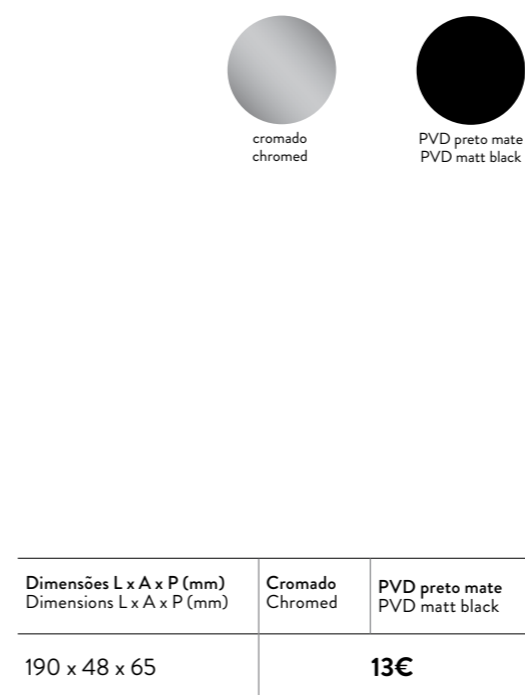 cromado
chromed
PVD preto mate
PVD matt black
Dimensões L x A x P (mm)
Dimensions L x A x P (mm)
Cromado
Chromed
PVD preto mate
PVD matt black
190 x 48 x 65
13€